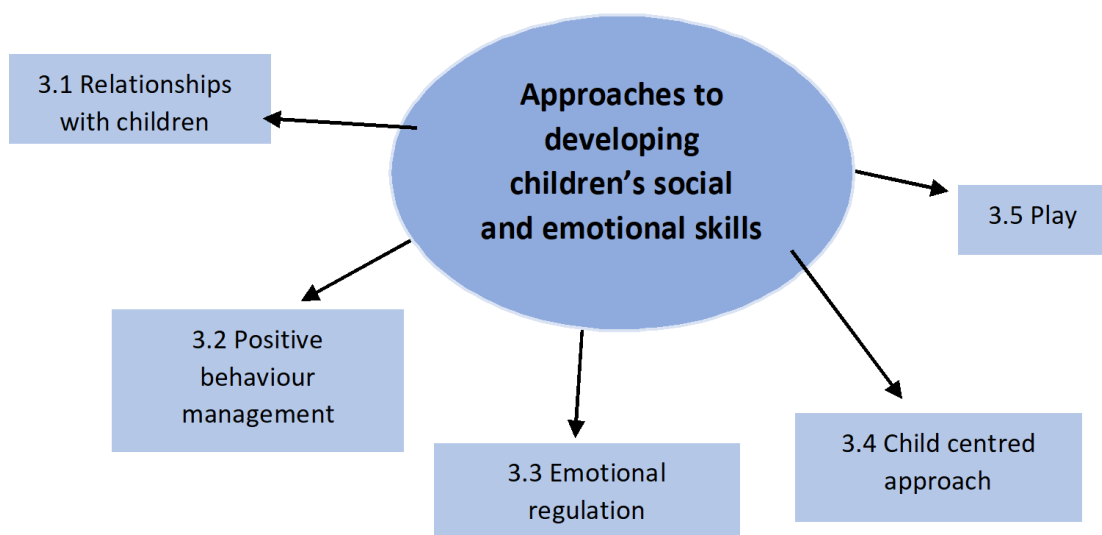 Approaches to
developing
children’s social
and emotional skills
3.1 Relationships
with children
3.2 Positive
behaviour
management
3.3 Emotional
regulation
3.4 Child centred
approach
3.5 Play